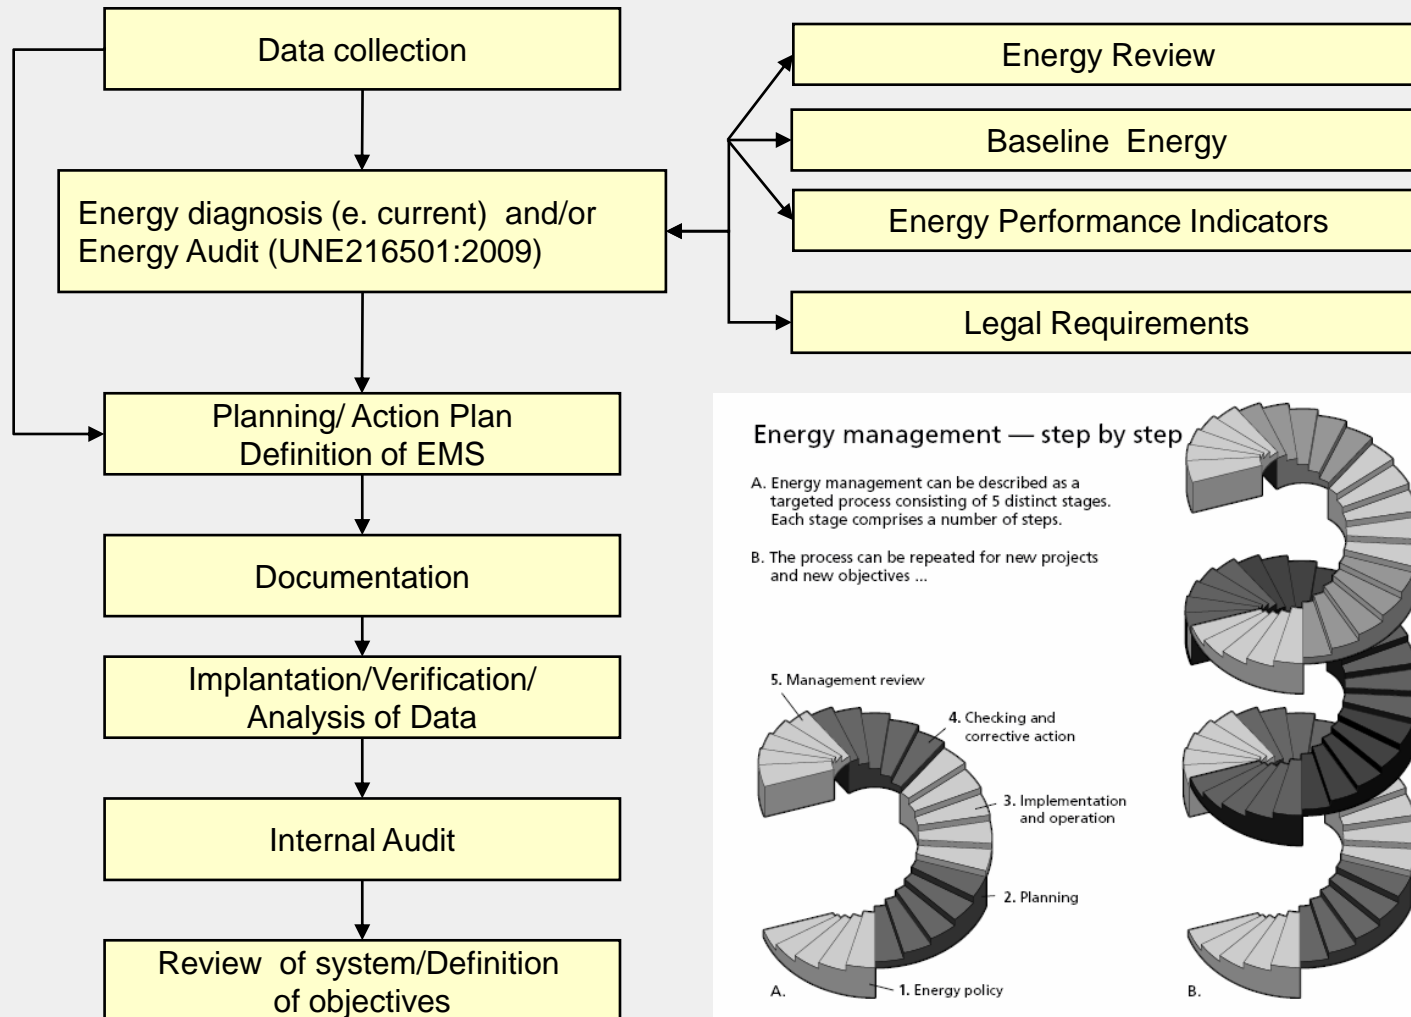 Data collection
Energy diagnosis (e. current) and/or
Energy Audit (UNE216501:2009)
Planning/ Action Plan
Definition of EMS
Documentation
Implantation/Verification/
Analysis of Data
Internal Audit
Review of system/Definition
of objectives
Energy Review
Baseline Energy
Energy Performance Indicators
Legal Requirements
Energy management — step by step
A. Energy management can be described as a
targeted process consisting of 5 distinct stages.
Each stage comprises a number of steps.
B. The process can be repeated for new projects
and new objectives ...
5. Management review
4. Checking and
corrective action
3. Implementation
and operation
2. Planning
1. Energy policy
A.
B.